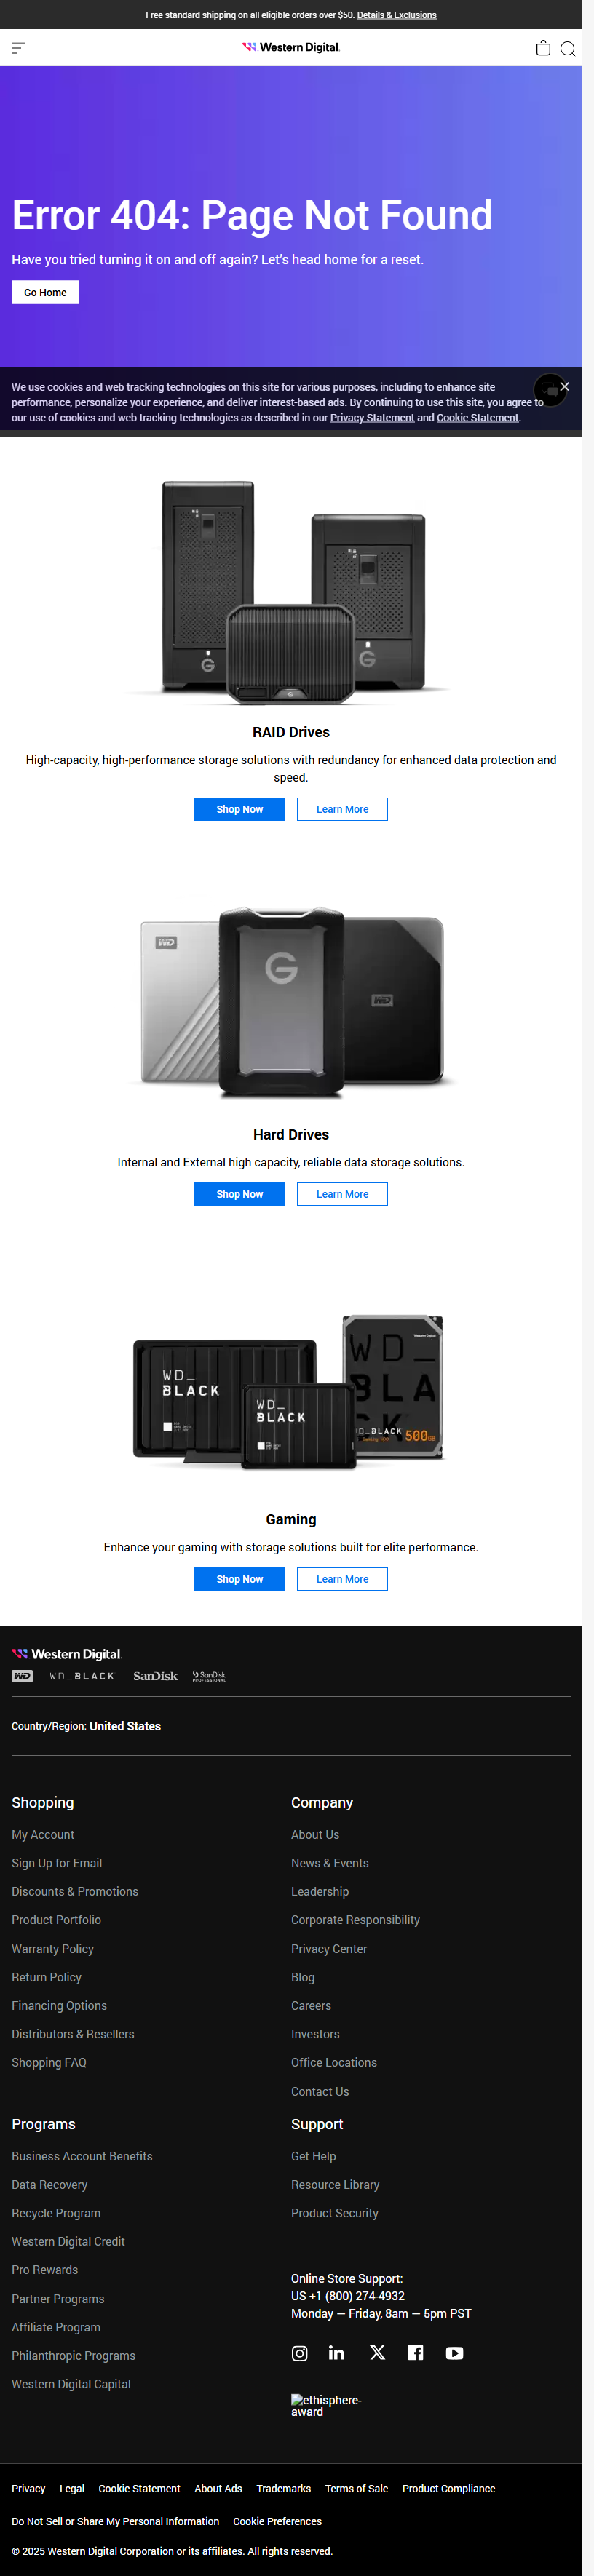 Free standard shipping on all eligible orders over $50. Details & Exclusions
Western Digital.
Error 404: Page Not Found
Have you tried turning it on and off again? Let's head home for a reset.
Go Home
We use cookies and web tracking technologies on this site for various purposes, including to enhance site
performance, personalize your experience, and deliver interest-based ads. By continuing to use this site, you agree to
our use of cookies and web tracking technologies as described in our Privacy Statement and Cookie Statement.
G
G
G
RAID Drives
High-capacity, high-performance storage solutions with redundancy for enhanced data protection and
speed.
Shop Now
Learn More
WD
G
WD
Hard Drives
Internal and External high capacity, reliable data storage solutions.
Shop Now
Learn More
WD_
BLACK
WD_
BLACK
Western Digital
WD_
BLACK
WD_BLACK
500GB
Gaming
Enhance your gaming with storage solutions built for elite performance.
Shop Now
Learn More
Western Digital.
WD WD_BLACK SanDisk SanDisk PROFESSIONAL
Country/Region: United States
Shopping
My Account
Sign Up for Email
Discounts & Promotions
Product Portfolio
Warranty Policy
Return Policy
Financing Options
Distributors & Resellers
Shopping FAQ
Company
About Us
News & Events
Leadership
Corporate Responsibility
Privacy Center
Blog
Careers
Investors
Office Locations
Contact Us
Programs
Business Account Benefits
Data Recovery
Recycle Program
Western Digital Credit
Pro Rewards
Partner Programs
Affiliate Program
Philanthropic Programs
Western Digital Capital
Support
Get Help
Resource Library
Product Security
Online Store Support:
US +1 (800) 274-4932
Monday — Friday, 8am — 5pm PST
ethisphere-
award
Privacy Legal Cookie Statement About Ads Trademarks Terms of Sale Product Compliance
Do Not Sell or Share My Personal Information Cookie Preferences
© 2025 Western Digital Corporation or its affiliates. All rights reserved.